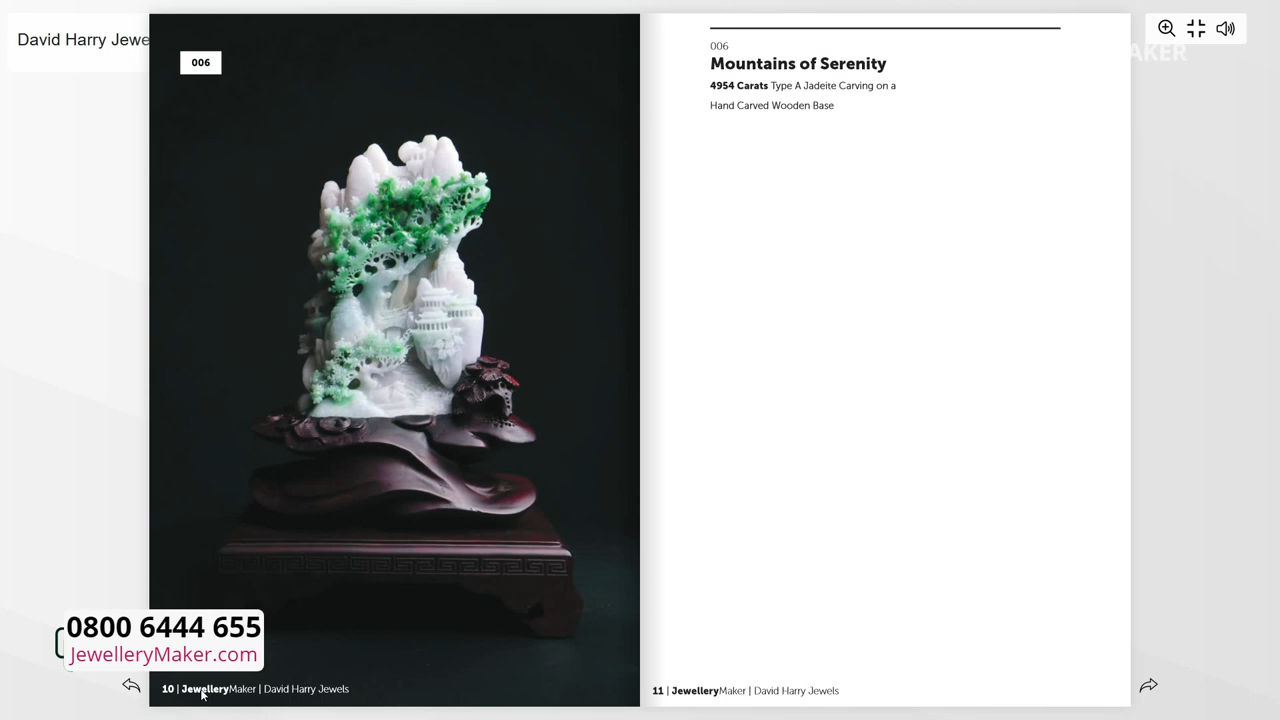 David Harry Jewe
006
006
Mountains of Serenity
4954 Carats Type A Jadeite Carving on a
Hand Carved Wooden Base
AKER
0800 6444 655
JewelleryMaker.com
10 | JewelleryMaker | David Harry Jewels
11 | JewelleryMaker | David Harry Jewels